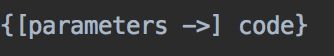 {[parameters —>] code}